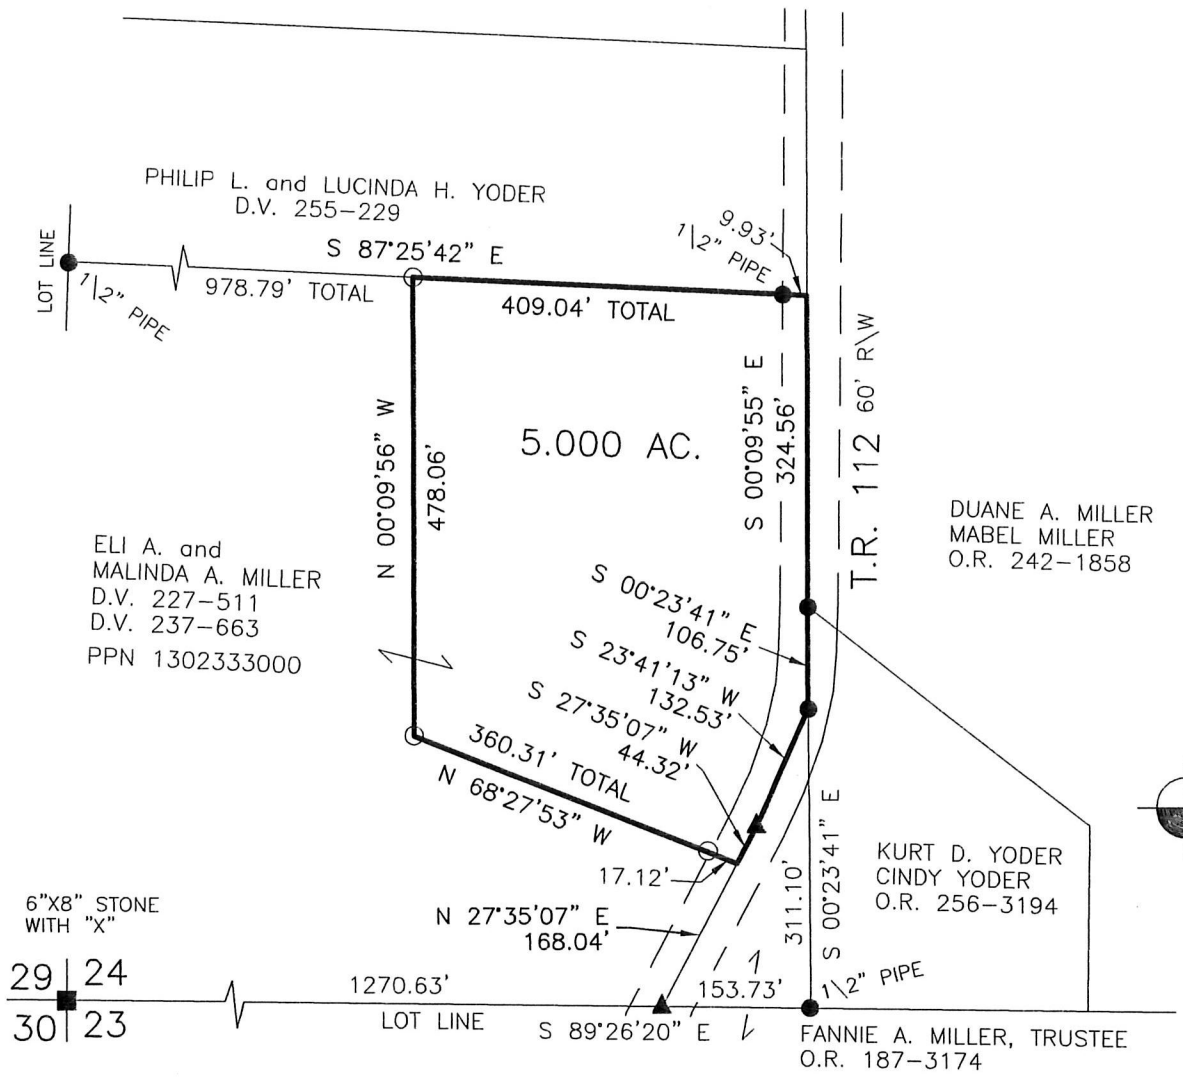 PHILIP L. and LUCINDA H. YODER
D.V. 255-229
S 87°25'42" E
LOT LINE
1\2" PIPE
978.79' TOTAL
409.04' TOTAL
9.93'
1\2" PIPE
S 00°09'55" E
324.56'
T.R. 112 60' R\W
5.000 AC.
N 00°09'56" W
478.06'
ELI A. and
MALINDA A. MILLER
D.V. 227-511
D.V. 237-663
PPN 1302333000
DUANE A. MILLER
MABEL MILLER
O.R. 242-1858
S 00°23'41" E
106.75'
S 23°41'13" W
132.53'
S 27°35'07" W
44.32'
360.31' TOTAL
N 68°27'53" W
17.12'
N 27°35'07" E
168.04'
311.10'
S 00°23'41" E
KURT D. YODER
CINDY YODER
O.R. 256-3194
6"X8" STONE
WITH "X"
29 24
30 23
1270.63'
LOT LINE
S 89°26'20" E
153.73'
1\2" PIPE
FANNIE A. MILLER, TRUSTEE
O.R. 187-3174